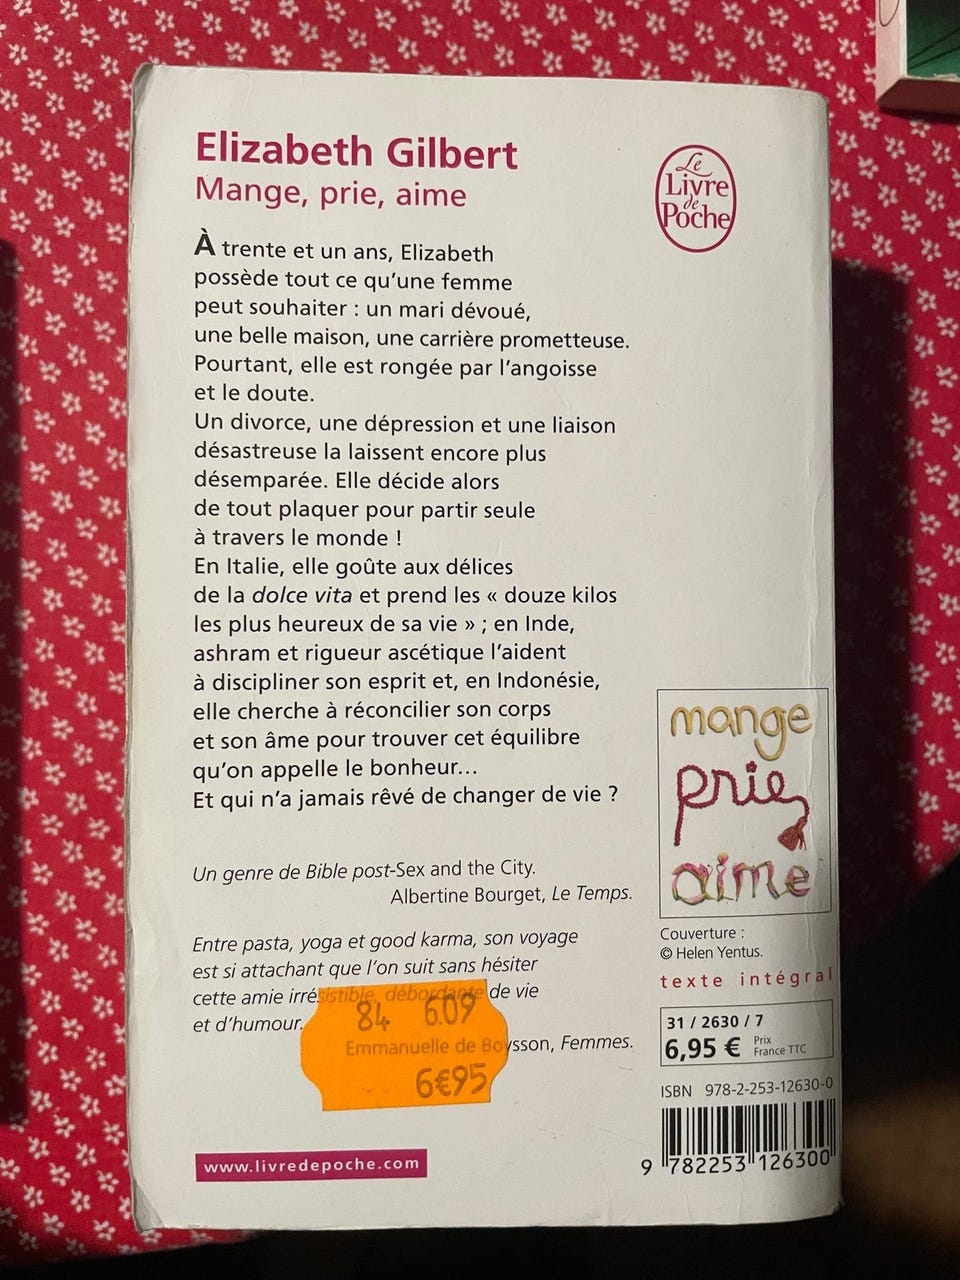 Elizabeth Gilbert
Mange, prie, aime
Le
Livre
de
Poche
À trente et un ans, Elizabeth
possède tout ce qu'une femme
peut souhaiter : un mari dévoué,
une belle maison, une carrière prometteuse.
Pourtant, elle est rongée par l'angoisse
et le doute.
Un divorce, une dépression et une liaison
désastreuse la laissent encore plus
désemparée. Elle décide alors
de tout plaquer pour partir seule
à travers le monde !
En Italie, elle goûte aux délices
de la dolce vita et prend les « douze kilos
les plus heureux de sa vie » ; en Inde,
ashram et rigueur ascétique l'aident
à discipliner son esprit et, en Indonésie,
elle cherche à réconcilier son corps
et son âme pour trouver cet équilibre
qu'on appelle le bonheur...
Et qui n'a jamais rêvé de changer de vie ?
Un genre de Bible post-Sex and the City.
Albertine Bourget, Le Temps.
Entre pasta, yoga et good karma, son voyage
est si attachant que l'on suit sans hésiter
cette amie irrésistible, débordante de vie
et d'humour.
Emmanuelle de Boysson, Femmes.
84 6.09
6€95
www.livredepoche.com
mange
prie
aime
Couverture :
© Helen Yentus.
texte intégral
31 / 2630 / 7
6,95 € Prix
France TTC
ISBN 978-2-253-12630-0
9 782253 126300